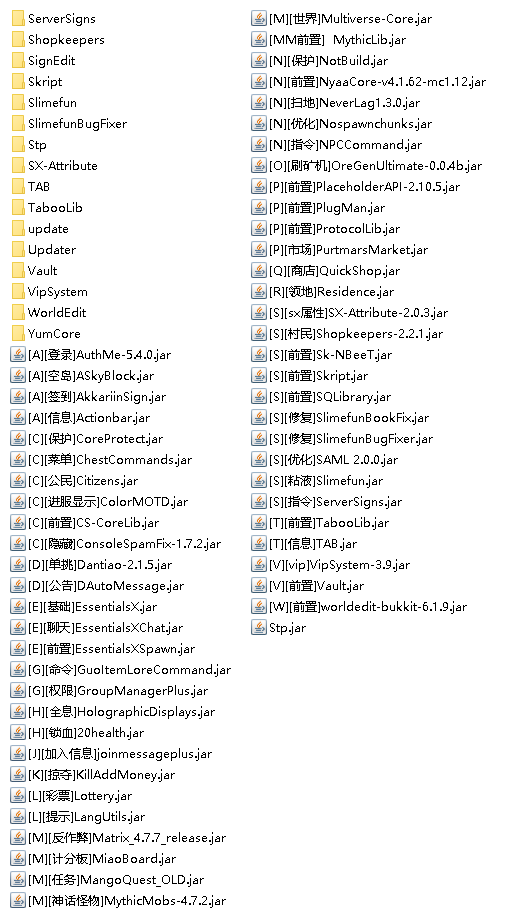 ServerSigns
Shopkeepers
SignEdit
Skript
Slimefun
SlimefunBugFixer
Stp
SX-Attribute
TAB
TabooLib
update
Updater
Vault
VipSystem
WorldEdit
YumCore
[A][登录]AuthMe-5.4.0.jar
[A][空岛]ASkyBlock.jar
[A][签到]AkkariinSign.jar
[A][信息]Actionbar.jar
[C][保护]CoreProtect.jar
[C][菜单]ChestCommands.jar
[C][公民]Citizens.jar
[C][进服显示]ColorMOTD.jar
[C][前置]CS-CoreLib.jar
[C][隐藏]ConsoleSpamFix-1.7.2.jar
[D][单挑]Dantiao-2.1.5.jar
[D][公告]DAutoMessage.jar
[E][基础]EssentialsX.jar
[E][聊天]EssentialsXChat.jar
[E][前置]EssentialsXSpawn.jar
[G][命令]GuoItemLoreCommand.jar
[G][权限]GroupManagerPlus.jar
[H][全息]HolographicDisplays.jar
[H][锁血]20health.jar
[J][加入信息]joinmessageplus.jar
[K][掠夺]KillAddMoney.jar
[L][彩票]Lottery.jar
[L][提示]LangUtils.jar
[M][反作弊]Matrix_4.7.7_release.jar
[M][计分板]MiaoBoard.jar
[M][任务]MangoQuest_OLD.jar
[M][神话怪物]MythicMobs-4.7.2.jar
[M][世界]Multiverse-Core.jar
[MM前置]  MythicLib.jar
[N][保护]NotBuild.jar
[N][前置]NyaaCore-v4.1.62-mc1.12.jar
[N][扫地]NeverLag1.3.0.jar
[N][优化]Nospawnchunks.jar
[N][指令]NPCCommand.jar
[O][刷矿机]OreGenUltimate-0.0.4b.jar
[P][前置]PlaceholderAPI-2.10.5.jar
[P][前置]PlugMan.jar
[P][前置]ProtocolLib.jar
[P][市场]PurtmarsMarket.jar
[Q][商店]QuickShop.jar
[R][领地]Residence.jar
[S][sx属性]SX-Attribute-2.0.3.jar
[S][村民]Shopkeepers-2.2.1.jar
[S][前置]Sk-NBeeT.jar
[S][前置]Skript.jar
[S][前置]SQLibrary.jar
[S][修复]SlimefunBookFix.jar
[S][修复]SlimefunBugFixer.jar
[S][优化]SAML 2.0.0.jar
[S][粘液]Slimefun.jar
[S][指令]ServerSigns.jar
[T][前置]TabooLib.jar
[T][信息]TAB.jar
[V][vip]VipSystem-3.9.jar
[V][前置]Vault.jar
[W][前置]worldedit-bukkit-6.1.9.jar
Stp.jar